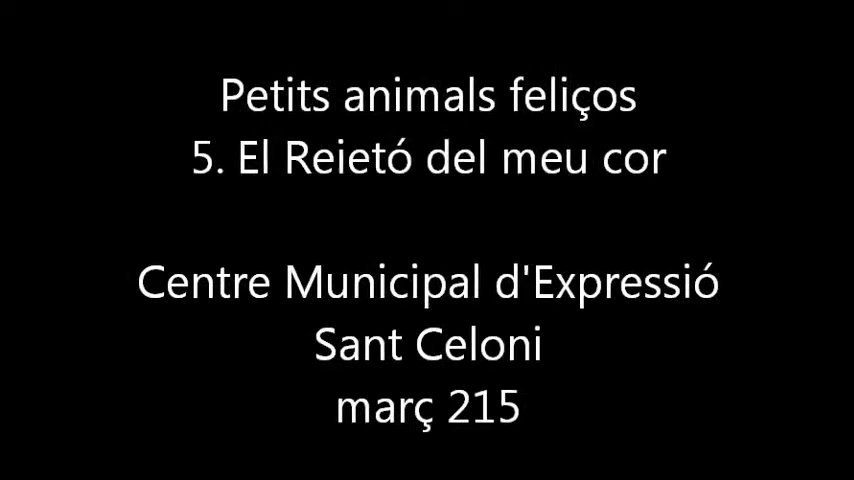 Petits animals feliços
5. El Reietó del meu cor
Centre Municipal d'Expressió
Sant Celoni
març 215